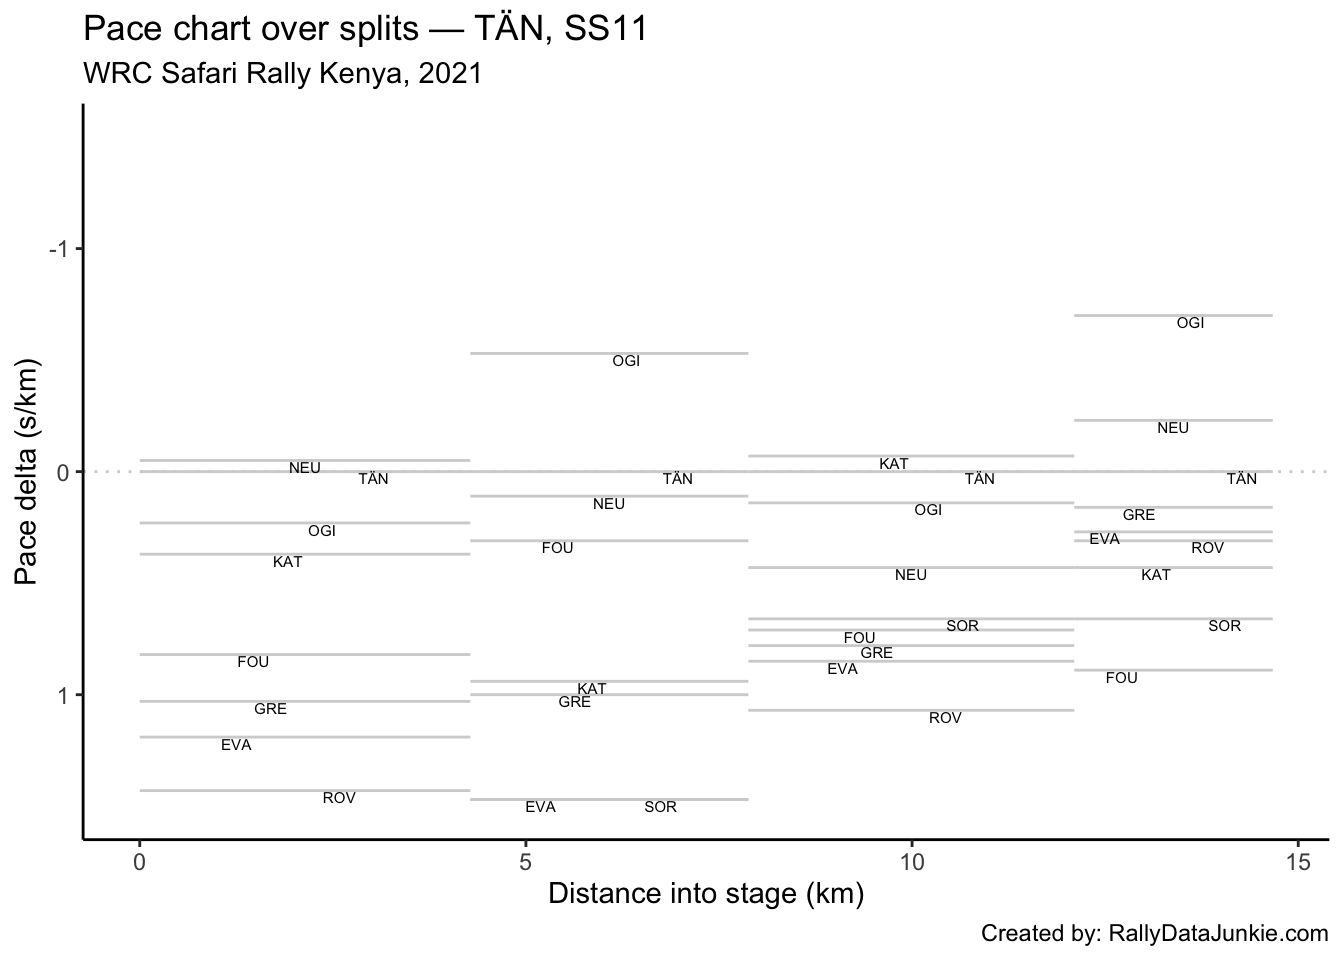 Pace chart over splits — TÄN, SS11
WRC Safari Rally Kenya, 2021
Pace delta (s/km)
-1
0
1
OGI
OGI
NEU
KAT
NEU
TÄN
TÄN
TÄN
TÄN
NEU
OGI
GRE
OGI
FOU
EVA
ROV
KAT
NEU
KAT
SOR
SOR
FOU
FOU
GRE
KAT
EVA
FOU
GRE
GRE
ROV
EVA
ROV
EVA
SOR
0
5
10
15
Distance into stage (km)
Created by: RallyDataJunkie.com